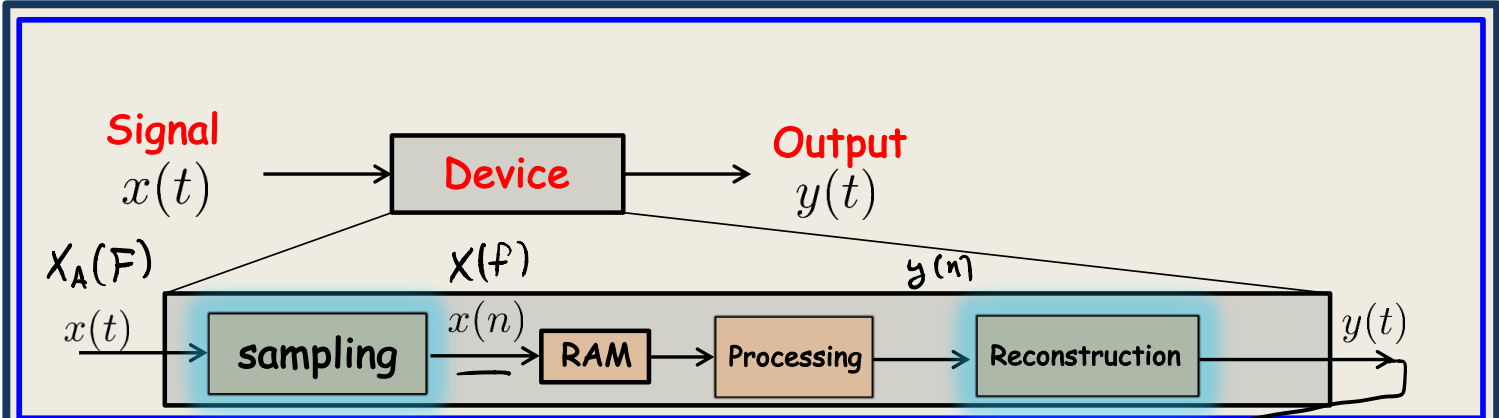 Signal
x(t)
Device
Output
y(t)
X_A(F)
X(f)
y(n)
x(t)
sampling
x(n)
RAM
Processing
Reconstruction
y(t)